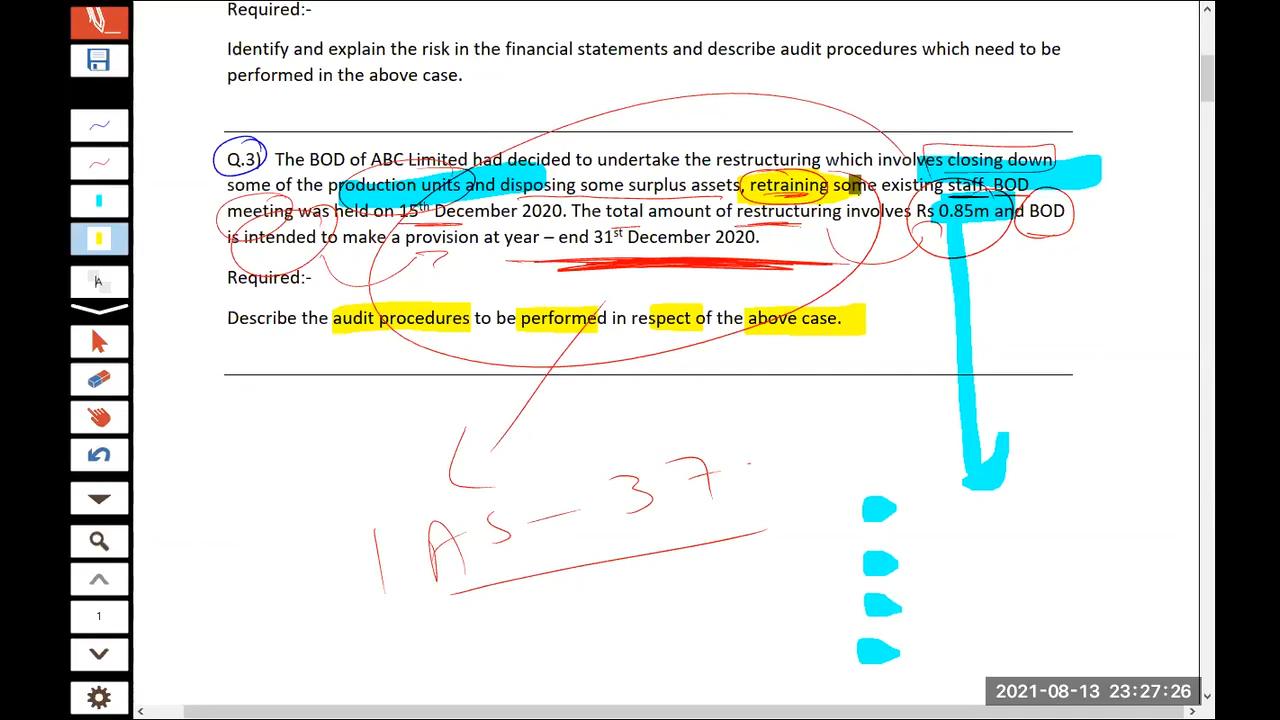 Required:-
Identify and explain the risk in the financial statements and describe audit procedures which need to be
performed in the above case.
Q.3) The BOD of ABC Limited had decided to undertake the restructuring which involves closing down
some of the production units and disposing some surplus assets, retraining some existing staff. BOD
meeting was held on 15th December 2020. The total amount of restructuring involves Rs 0.85m and BOD
is intended to make a provision at year – end 31st December 2020.
Required:-
Describe the audit procedures to be performed in respect of the above case.
IAS - 37
A
1
2021-08-13 23:27:26